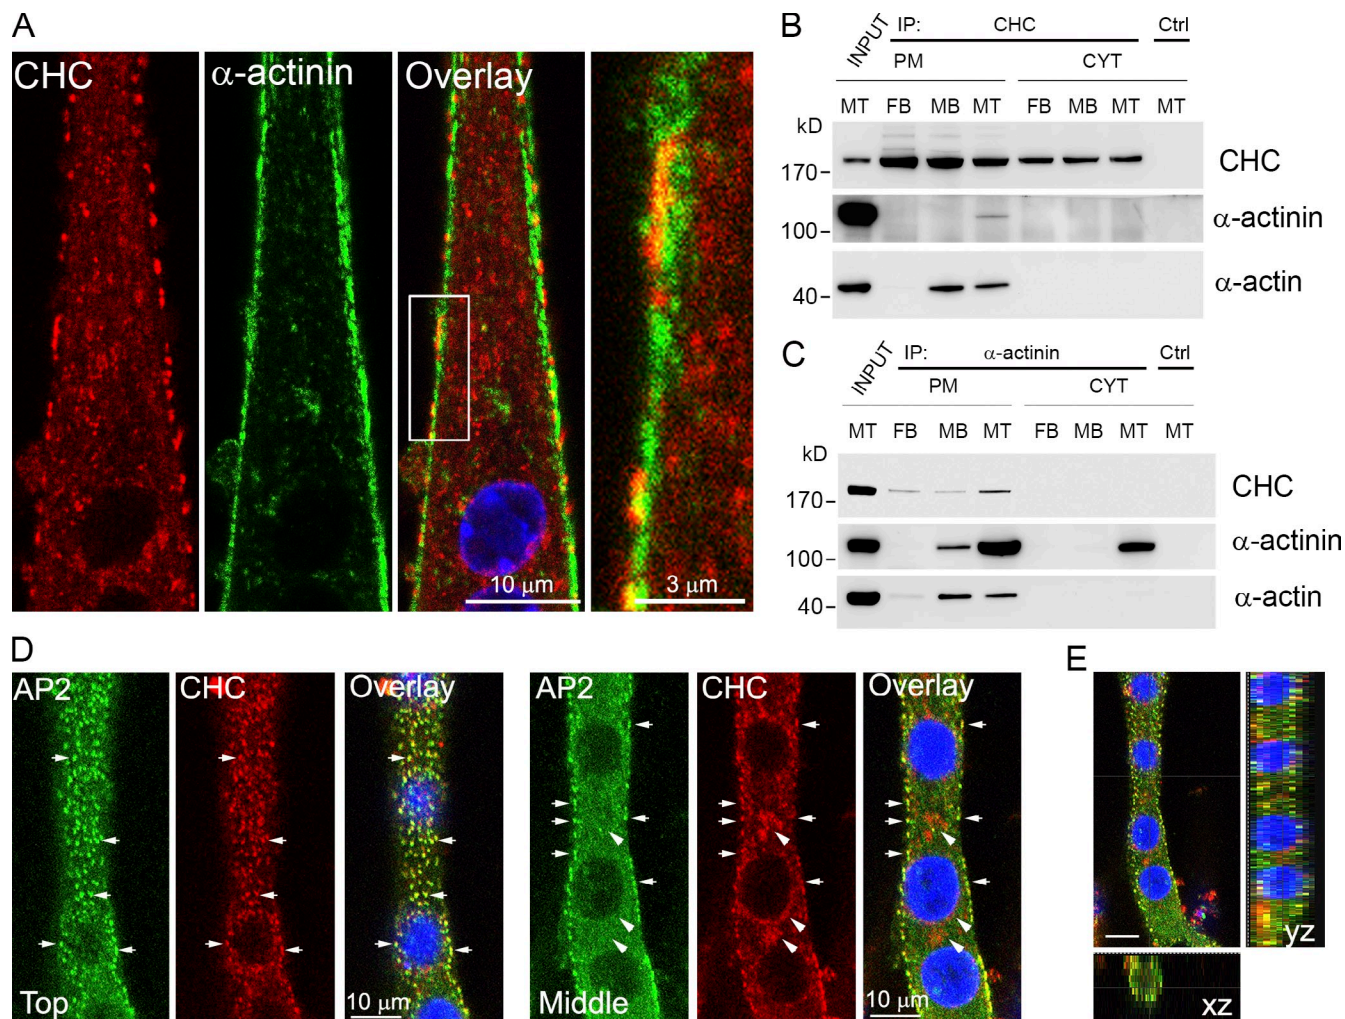 A
CHC
α-actinin
Overlay
10 μm
3 μm
B
INPUT
IP:
CHC
Ctrl
PM
CYT
MT FB MB MT FB MB MT MT
kD
170
CHC
100
α-actinin
40
α-actin
C
INPUT
IP:
α-actinin
Ctrl
PM
CYT
MT FB MB MT FB MB MT MT
kD
170
CHC
100
α-actinin
40
α-actin
D
AP2
CHC
Overlay
Top
10 μm
AP2
CHC
Overlay
Middle
10 μm
E
yz
xz